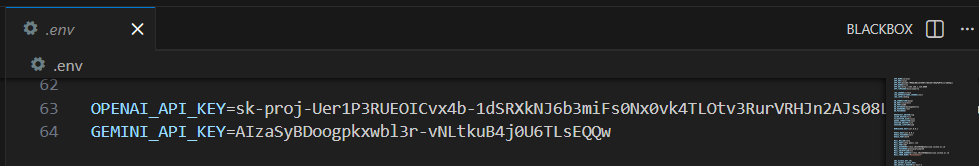 .env
BLACKBOX
.env
62
63 OPENAI_API_KEY=sk-proj-Uer1P3RUEOICvx4b-1dSRXkNJ6b3miFs0Nx0vk4TLOtv3RurVRHJn2AJs08
64 GEMINI_API_KEY=AIzaSyBDoogpkxwbl3r-vNLtkuB4j0U6TLsEQQw